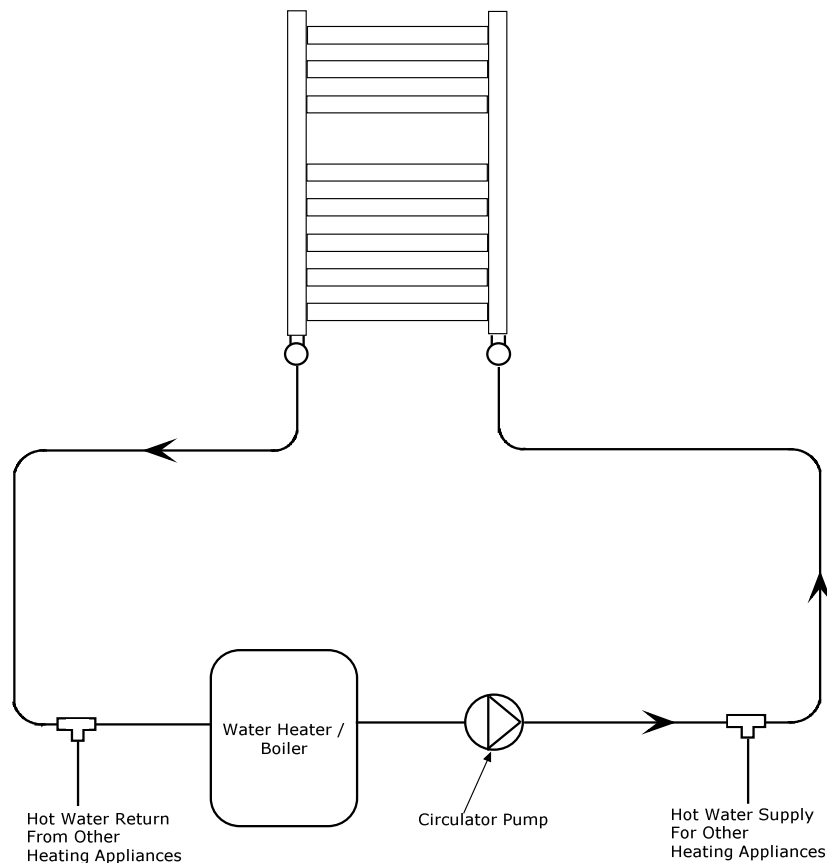 Water Heater /
Boiler
Circulator Pump
Hot Water Return
From Other
Heating Appliances
Hot Water Supply
For Other
Heating Appliances